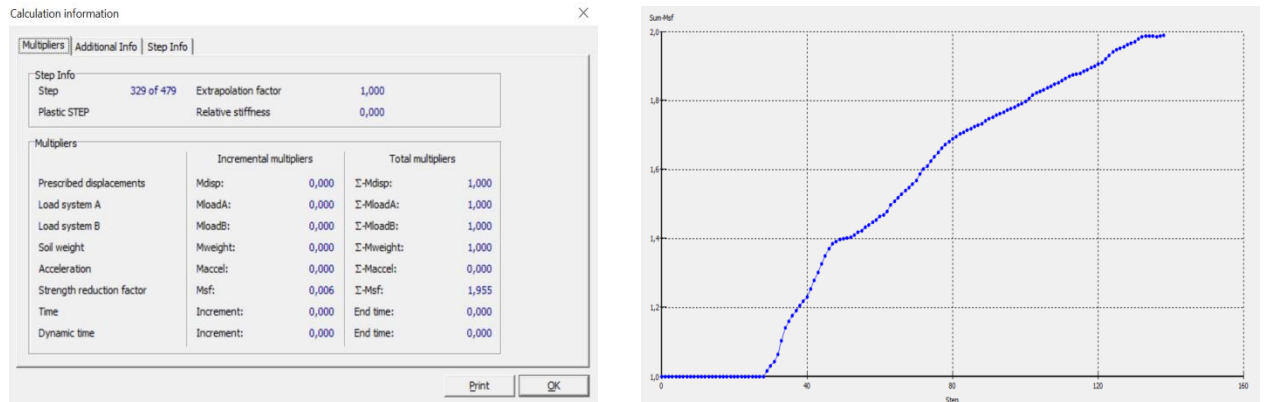 Calculation information
Multipliers Additional Info Step Info
Step Info
Step 329 of 479 Extrapolation factor 1,000
Plastic STEP Relative stiffness 0,000
Multipliers
Incremental multipliers Total multipliers
Prescribed displacements Mdisp: 0,000 Σ-Mdisp: 1,000
Load system A MloadA: 0,000 Σ-MloadA: 1,000
Load system B MloadB: 0,000 Σ-MloadB: 1,000
Soil weight Mweight: 0,000 Σ-Mweight: 1,000
Acceleration Maccel: 0,000 Σ-Maccel: 0,000
Strength reduction factor Msf: 0,006 Σ-Msf: 1,955
Time Increment: 0,000 End time: 0,000
Dynamic time Increment: 0,000 End time: 0,000
Print OK
Sum-Msf
2,0
1,8
1,6
1,4
1,2
1,0
0 40 80 120 160
Step